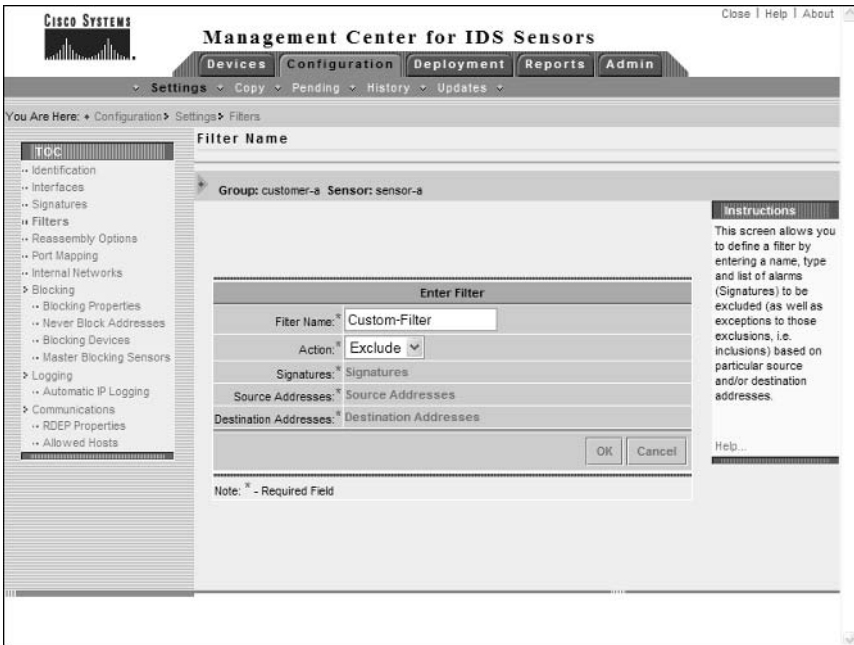 Close | Help | About
CISCO SYSTEMS
Management Center for IDS Sensors
Devices Configuration Deployment Reports Admin
Settings Copy Pending History Updates
You Are Here: Configuration > Settings > Filters
TOC
Identification
Interfaces
Signatures
Filters
Reassembly Options
Port Mapping
Internal Networks
Blocking
Blocking Properties
Never Block Addresses
Blocking Devices
Master Blocking Sensors
Logging
Automatic IP Logging
Communications
RDEP Properties
Allowed Hosts
Filter Name
Group: customer-a Sensor: sensor-a
Enter Filter
Filter Name:* Custom-Filter
Action:* Exclude
Signatures:* Signatures
Source Addresses:* Source Addresses
Destination Addresses:* Destination Addresses
OK Cancel
Note: * - Required Field
Instructions
This screen allows you
to define a filter by
entering a name, type
and list of alarms
(Signatures) to be
excluded (as well as
exceptions to those
exclusions, i.e.
inclusions) based on
particular source
and/or destination
addresses.
Help...